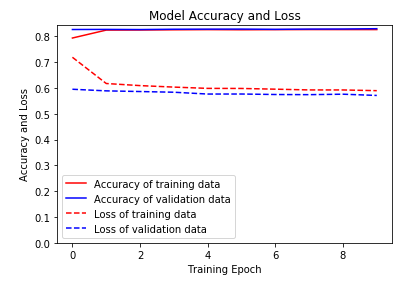 Model Accuracy and Loss
Accuracy and Loss
0.8
0.7
0.6
0.5
0.4
0.3
0.2
0.1
0.0
Accuracy of training data
Accuracy of validation data
Loss of training data
Loss of validation data
0 2 4 6 8
Training Epoch